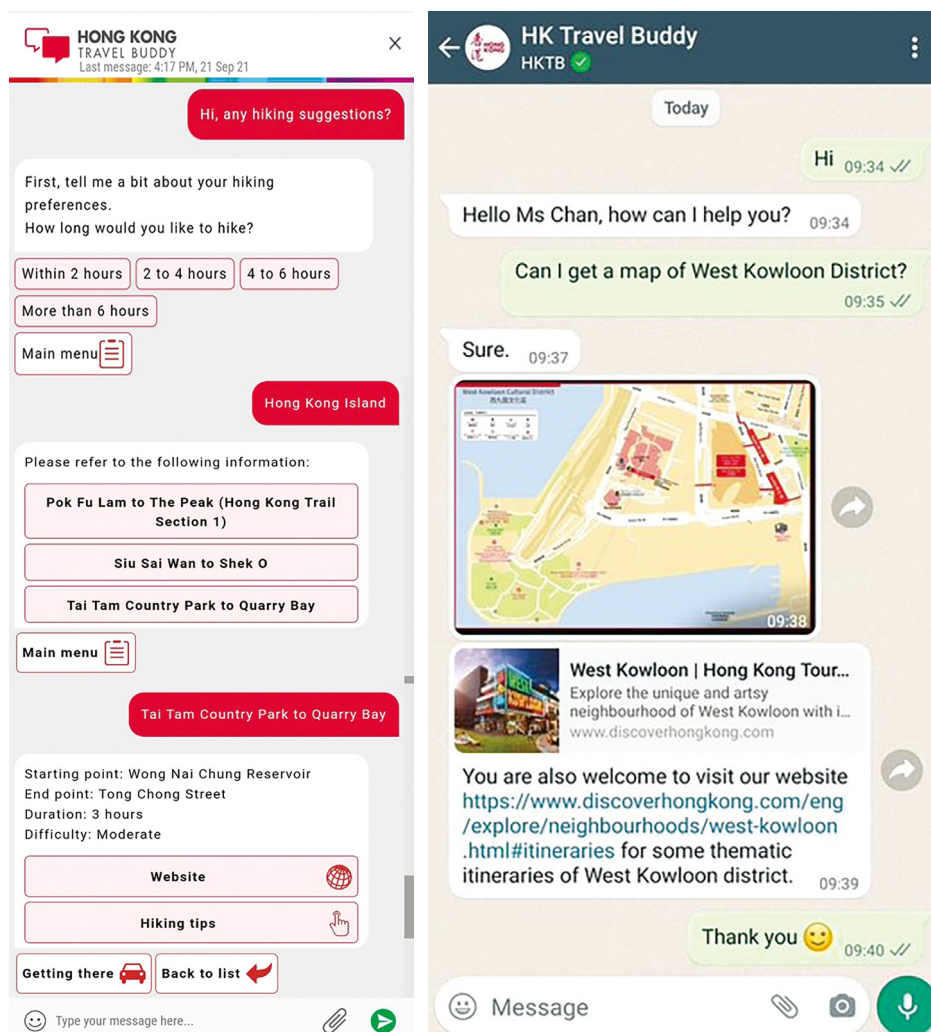 HONG KONG
TRAVEL BUDDY
Last message: 4:17 PM, 21 Sep 21
Hi, any hiking suggestions?
First, tell me a bit about your hiking
preferences.
How long would you like to hike?
Within 2 hours
2 to 4 hours
4 to 6 hours
More than 6 hours
Main menu
Hong Kong Island
Please refer to the following information:
Pok Fu Lam to The Peak (Hong Kong Trail
Section 1)
Siu Sai Wan to Shek O
Tai Tam Country Park to Quarry Bay
Main menu
Tai Tam Country Park to Quarry Bay
Starting point: Wong Nai Chung Reservoir
End point: Tong Chong Street
Duration: 3 hours
Difficulty: Moderate
Website
Hiking tips
Getting there
Back to list
Type your message here...
HK Travel Buddy
HKTB
Today
Hi 09:34
Hello Ms Chan, how can I help you? 09:34
Can I get a map of West Kowloon District?
09:35
Sure. 09:37
West Kowloon Cultural District
西九文化區
09:38
West Kowloon | Hong Kong Tour...
Explore the unique and artsy
neighbourhood of West Kowloon with i...
www.discoverhongkong.com
You are also welcome to visit our website
https://www.discoverhongkong.com/eng
/explore/neighbourhoods/west-kowloon
.html#itineraries for some thematic
itineraries of West Kowloon district. 09:39
Thank you 09:40
Message